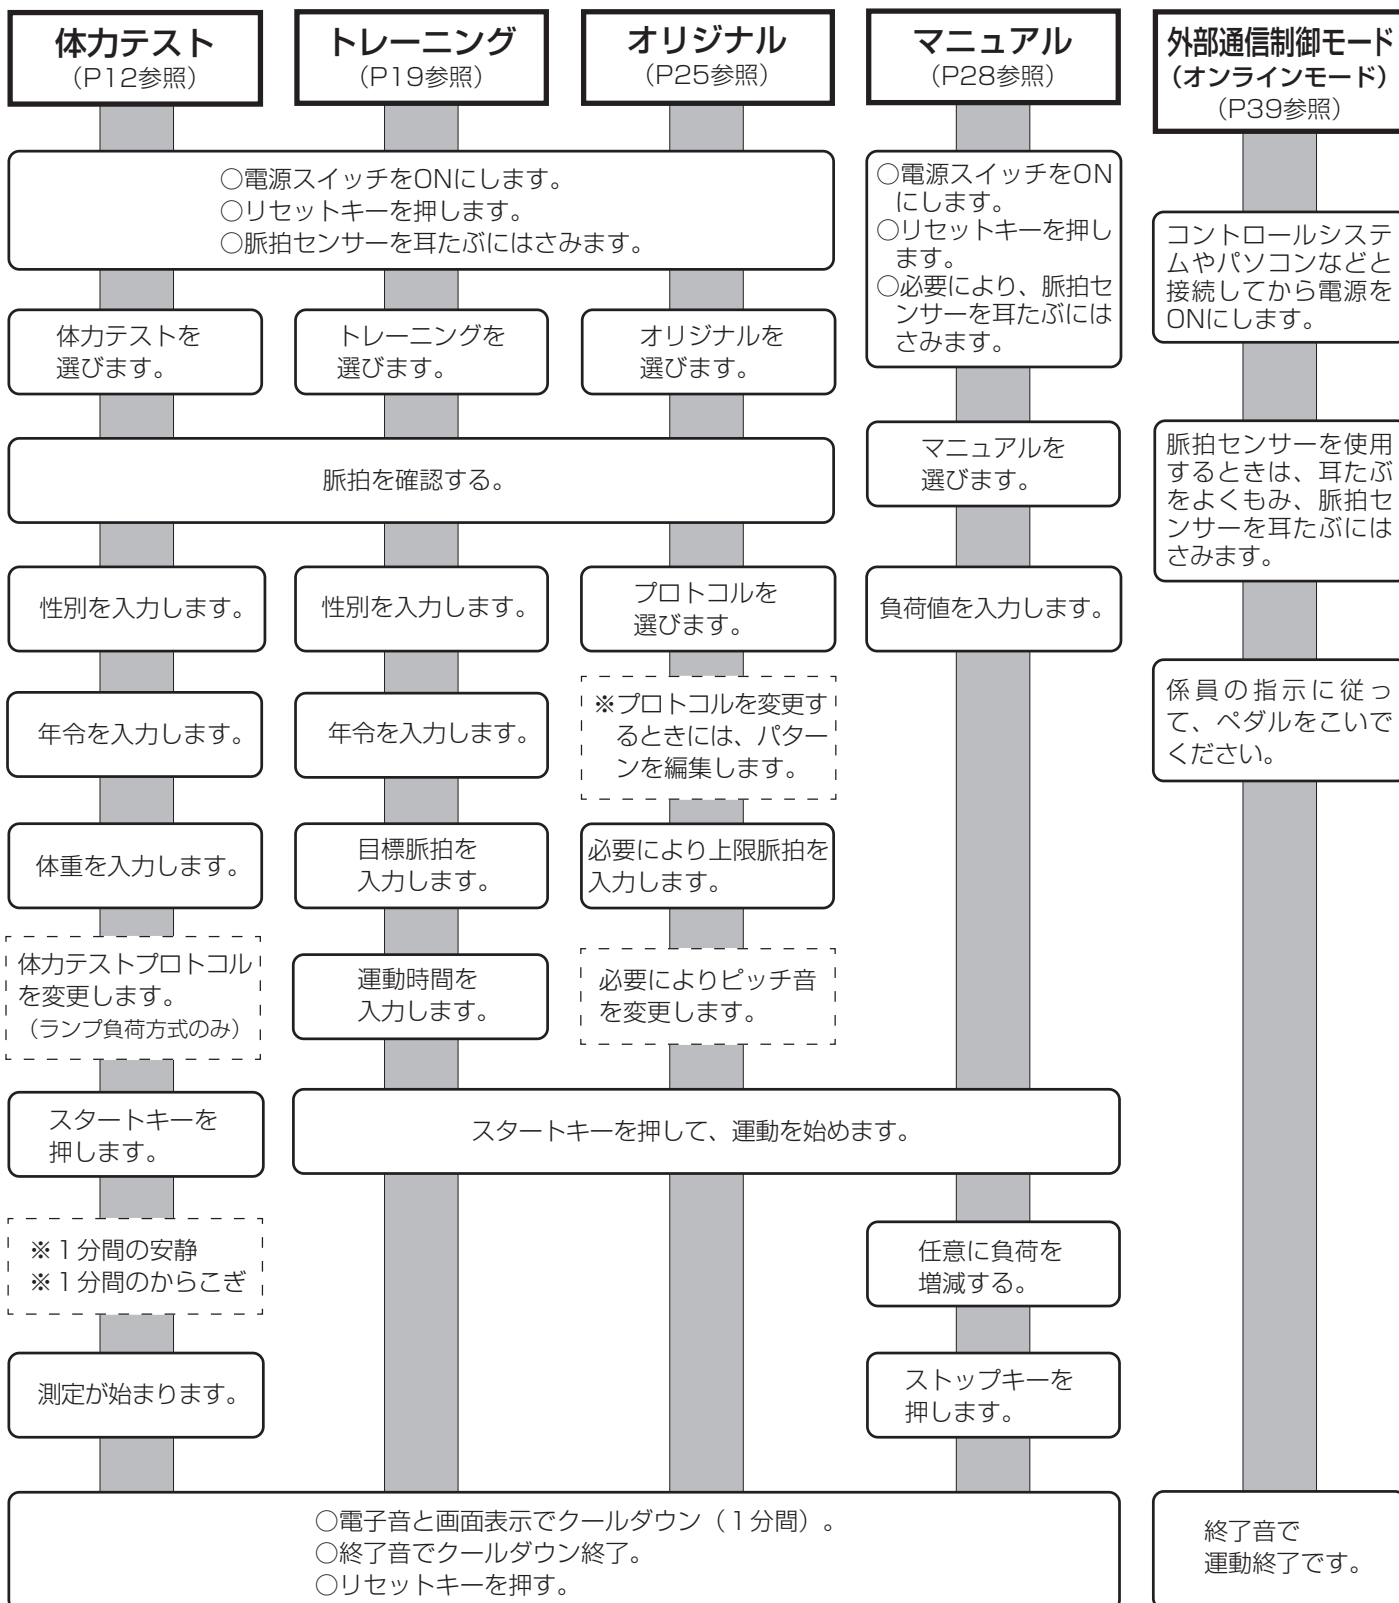 体力テスト
（P12参照）
トレーニング
（P19参照）
オリジナル
（P25参照）
マニュアル
（P28参照）
外部通信制御モード
（オンラインモード）
（P39参照）
○電源スイッチをONにします。
○リセットキーを押します。
○脈拍センサーを耳たぶにはさみます。
○電源スイッチをON
にします。
○リセットキーを押し
ます。
○必要により、脈拍セ
ンサーを耳たぶには
さみます。
コントロールシステ
ムやパソコンなどと
接続してから電源を
ONにします。
体力テストを
選びます。
トレーニングを
選びます。
オリジナルを
選びます。
脈拍を確認する。
マニュアルを
選びます。
脈拍センサーを使用
するときは、耳たぶ
をよくもみ、脈拍セ
ンサーを耳たぶには
さみます。
性別を入力します。
性別を入力します。
プロトコルを
選びます。
負荷値を入力します。
年令を入力します。
年令を入力します。
※プロトコルを変更す
るときには、パター
ンを編集します。
係員の指示に従っ
て、ペダルをこいで
ください。
体重を入力します。
目標脈拍を
入力します。
必要により上限脈拍を
入力します。
体力テストプロトコル
を変更します。
（ランプ負荷方式のみ）
運動時間を
入力します。
必要によりピッチ音
を変更します。
スタートキーを
押します。
スタートキーを押して、運動を始めます。
※１分間の安静
※１分間のからこぎ
任意に負荷を
増減する。
測定が始まります。
ストップキーを
押します。
○電子音と画面表示でクールダウン（１分間）。
○終了音でクールダウン終了。
○リセットキーを押す。
終了音で
運動終了です。